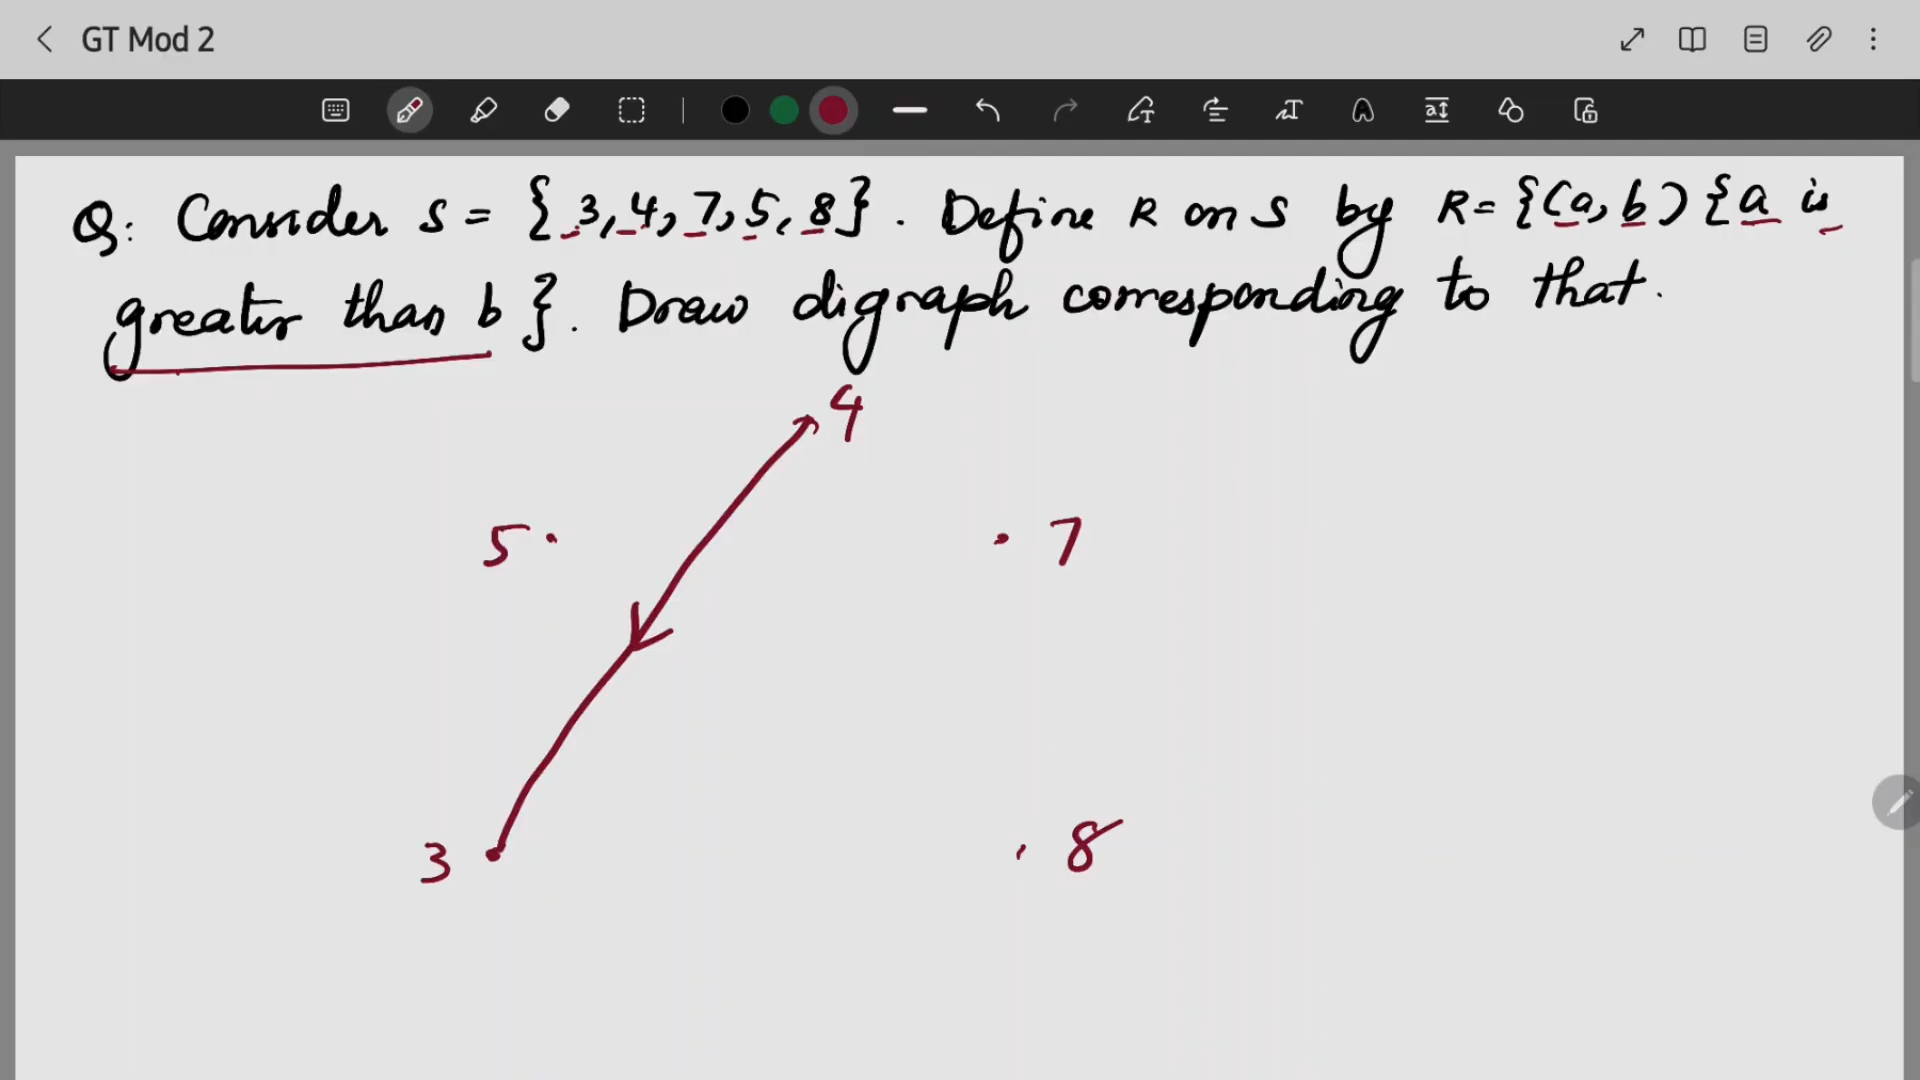 GT Mod 2
Q: Consider S = {3, 4, 7, 5, 8}. Define R on S by R = {(a, b) { a is
greater than b}. Draw digraph corresponding to that.
4
5
7
3
8